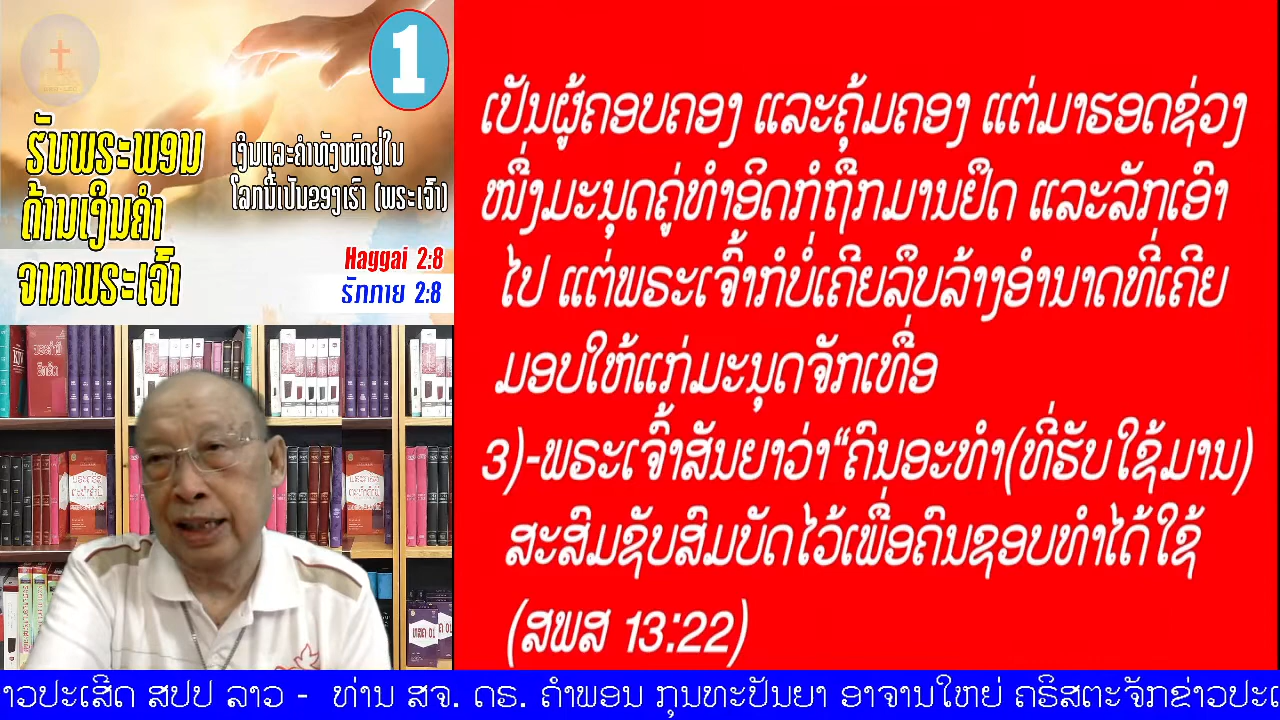 1
ຮັບພຣະພອນ
ດ້ານເງິນຄຳ
ຈາກພຣະເຈົ້າ
ເງິນແລະຄຳທັງໝົດຢູ່ໃນ
ໂລກນີ້ເປັນຂອງເຮົາ (ພຣະເຈົ້າ)
Haggai 2:8
ຮັກກາຍ 2:8
ເປັນຜູ້ຄອບຄອງ ແລະຄຸ້ມຄອງ ແຕ່ມາຮອດຊ່ວງ
ໜຶ່ງມະນຸດຄູ່ທຳອິດກໍຖືກມານຢຶດ ແລະລັກເອົາ
ໄປ ແຕ່ພຣະເຈົ້າກໍບໍ່ເຄີຍລຶບລ້າງອຳນາດທີ່ເຄີຍ
ມອບໃຫ້ແກ່ມະນຸດຈັກເທື່ອ
3)-ພຣະເຈົ້າສັນຍາວ່າ“ຄົນອະທຳ(ທີ່ຮັບໃຊ້ມານ)
ສະສົມຊັບສົມບັດໄວ້ເພື່ອຄົນຊອບທຳໄດ້ໃຊ້
(ສພສ 13:22)
າວປະເສີດ ສປປ ລາວ - ທ່ານ ສຈ. ດຣ. ຄຳພອນ ກຸນທະປັນຍາ ອາຈານໃຫຍ່ ຄຣິສຕະຈັກຂ່າວປະເ